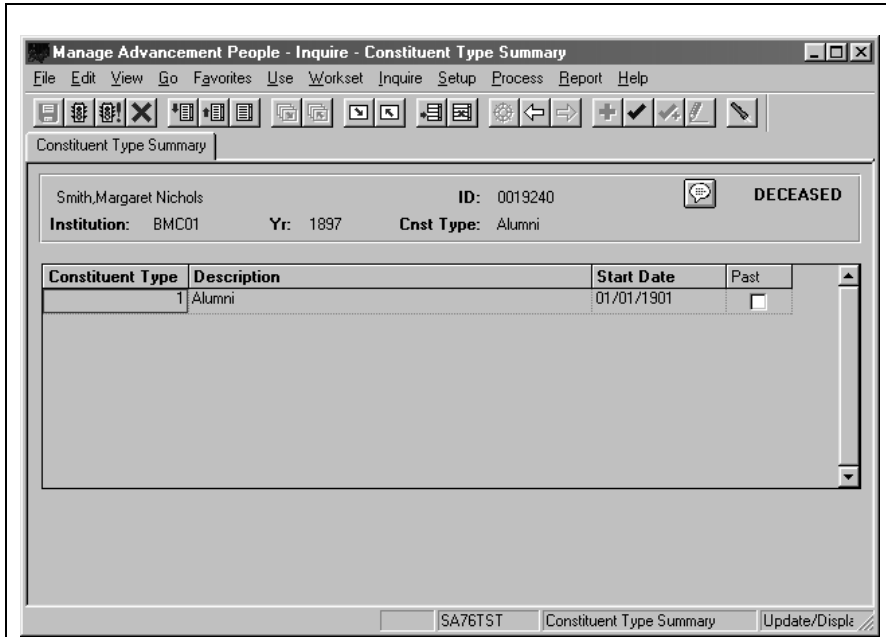 Manage Advancement People - Inquire - Constituent Type Summary
File Edit View Go Favorites Use Workset Inquire Setup Process Report Help
Constituent Type Summary
Smith,Margaret Nichols ID: 0019240 DECEASED
Institution: BMC01 Yr: 1897 Cnst Type: Alumni
Constituent Type Description Start Date Past
1 Alumni 01/01/1901
SA76TST Constituent Type Summary Update/Displa